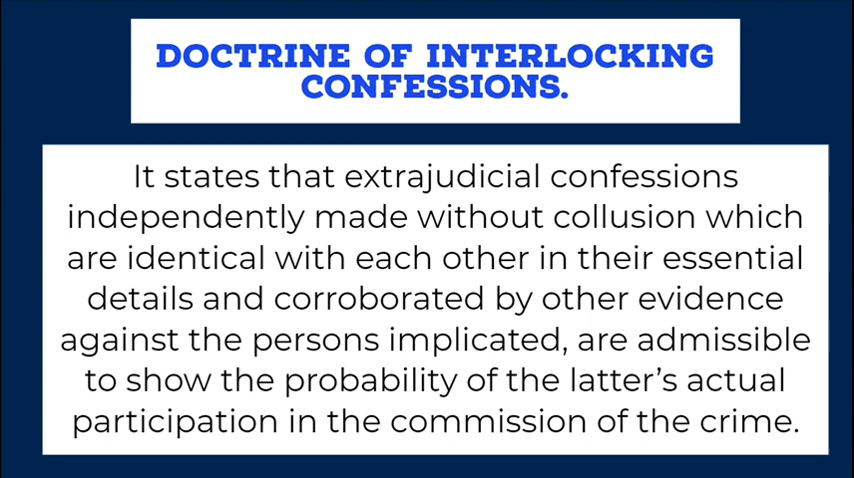 DOCTRINE OF INTERLOCKING
CONFESSIONS.
It states that extrajudicial confessions
independently made without collusion which
are identical with each other in their essential
details and corroborated by other evidence
against the persons implicated, are admissible
to show the probability of the latter's actual
participation in the commission of the crime.